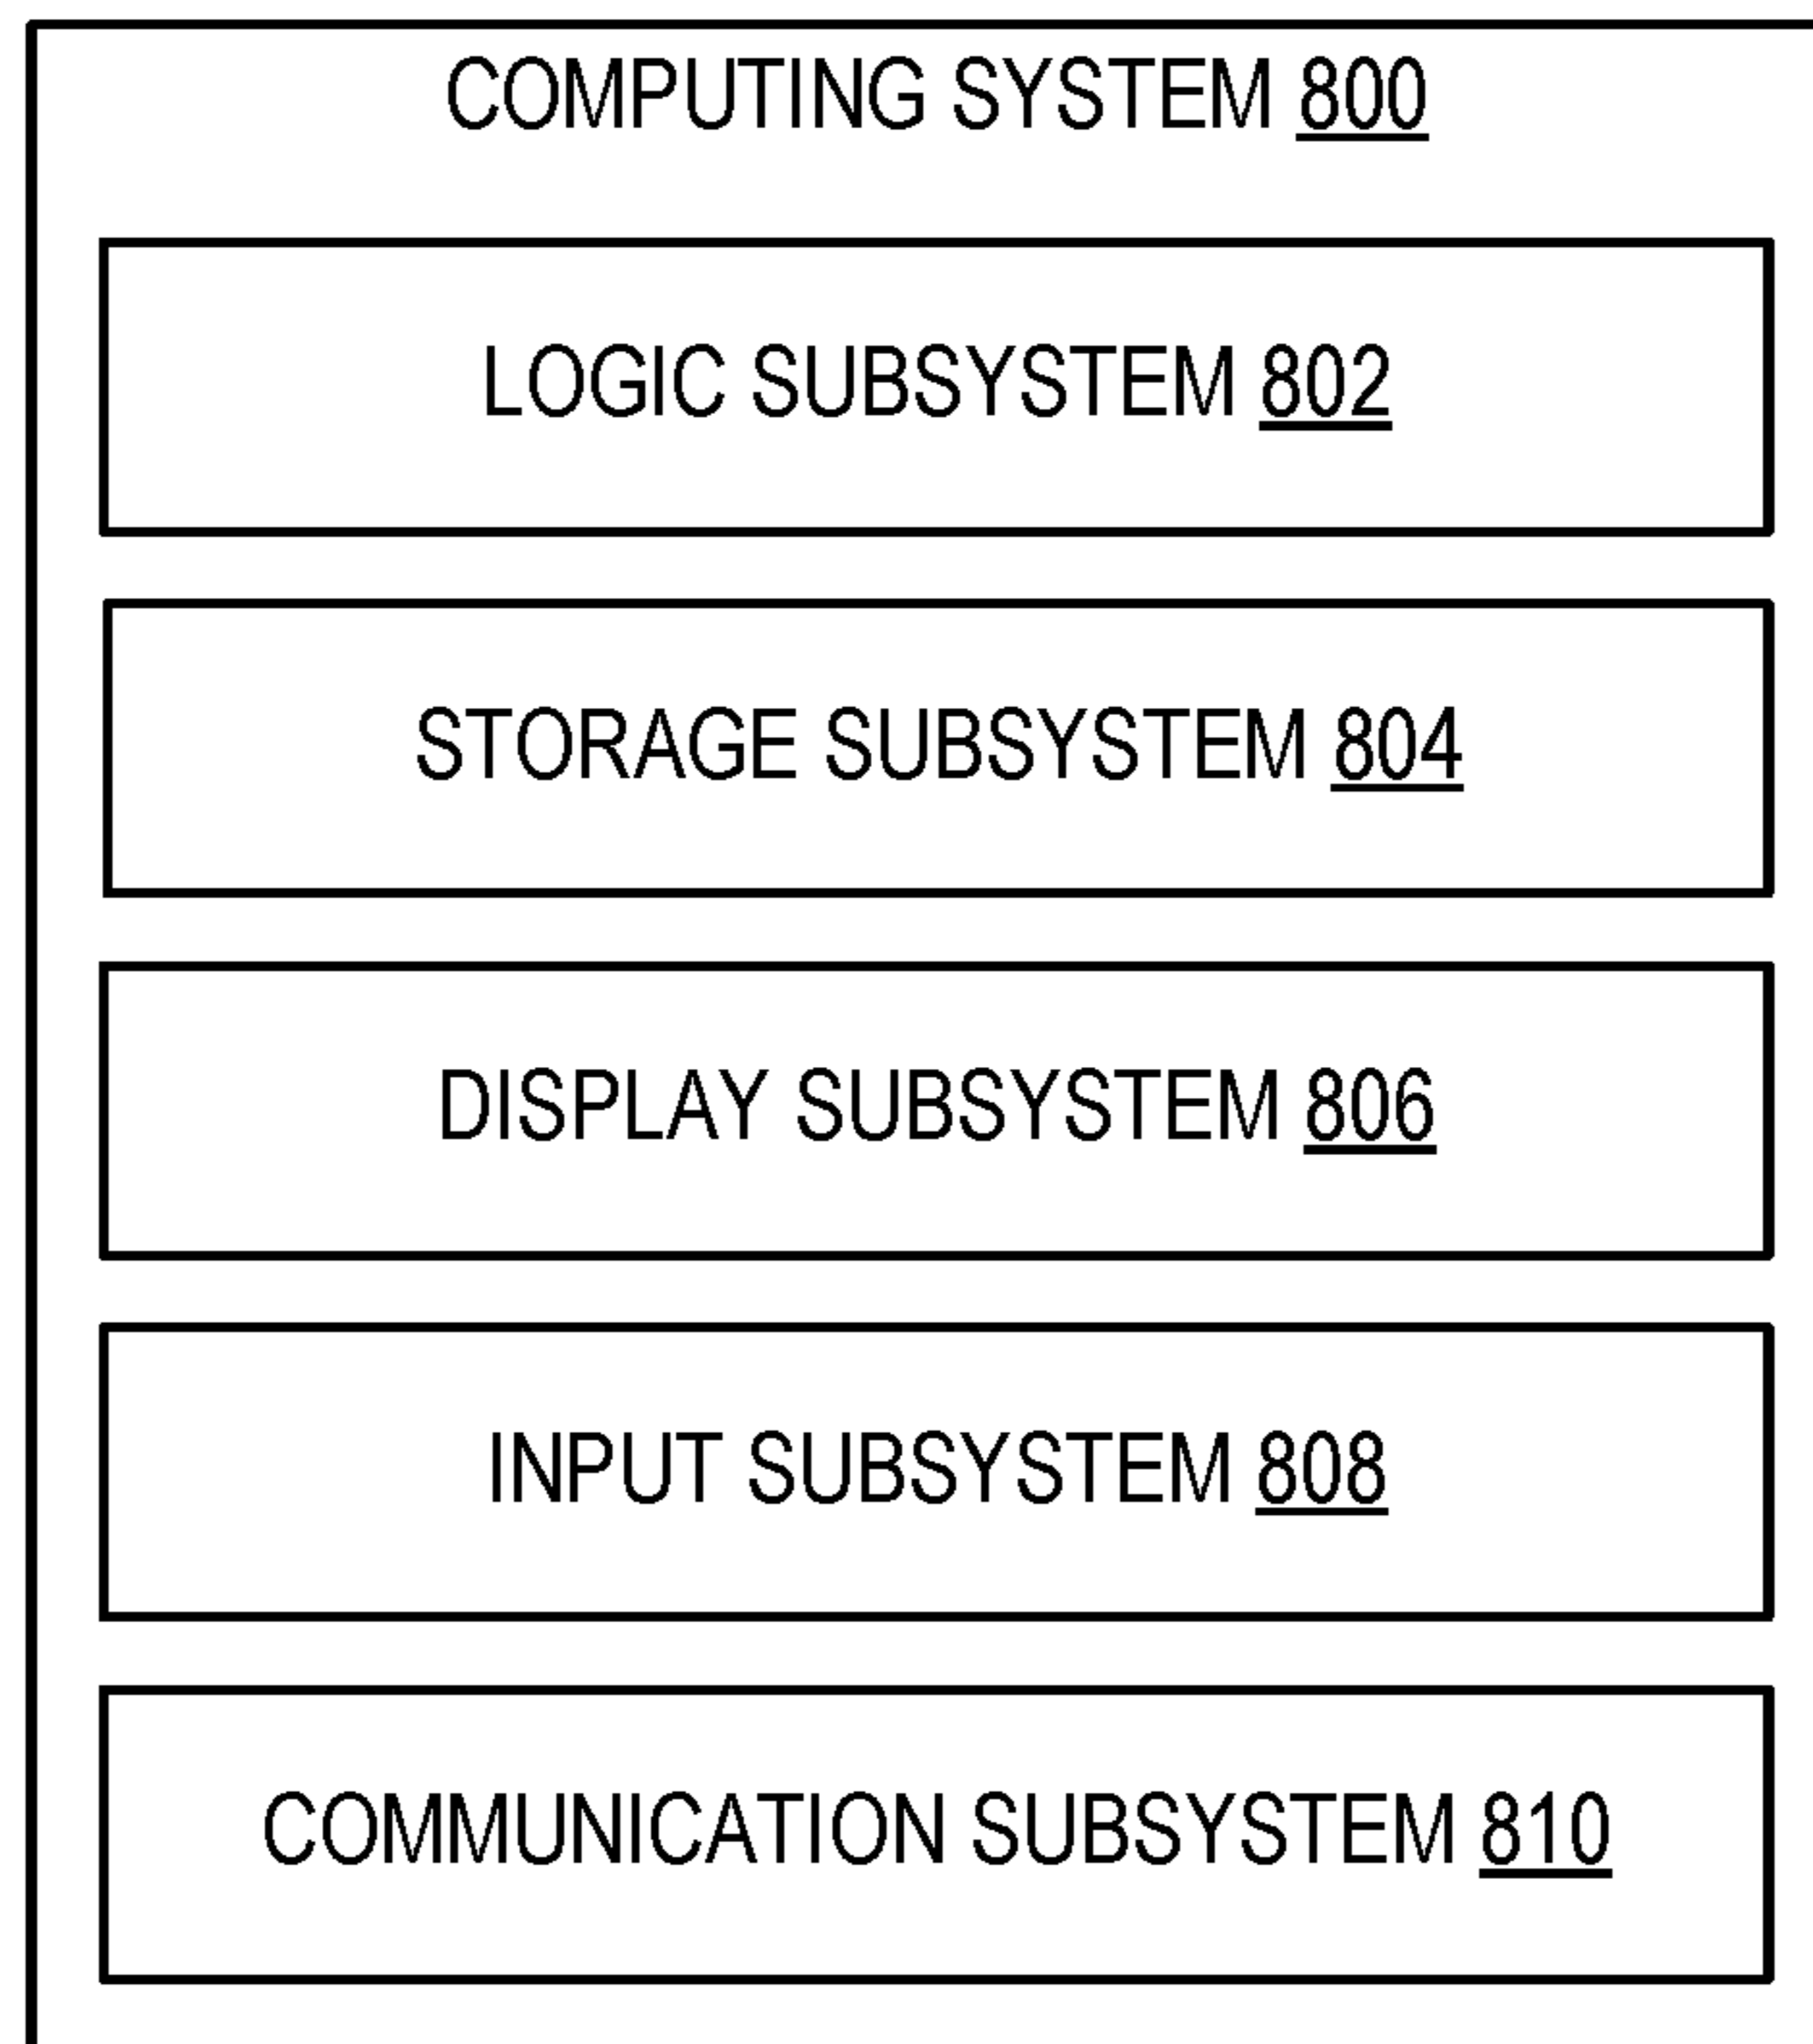 COMPUTING SYSTEM 800
LOGIC SUBSYSTEM 802
STORAGE SUBSYSTEM 804
DISPLAY SUBSYSTEM 806
INPUT SUBSYSTEM 808
COMMUNICATION SUBSYSTEM 810